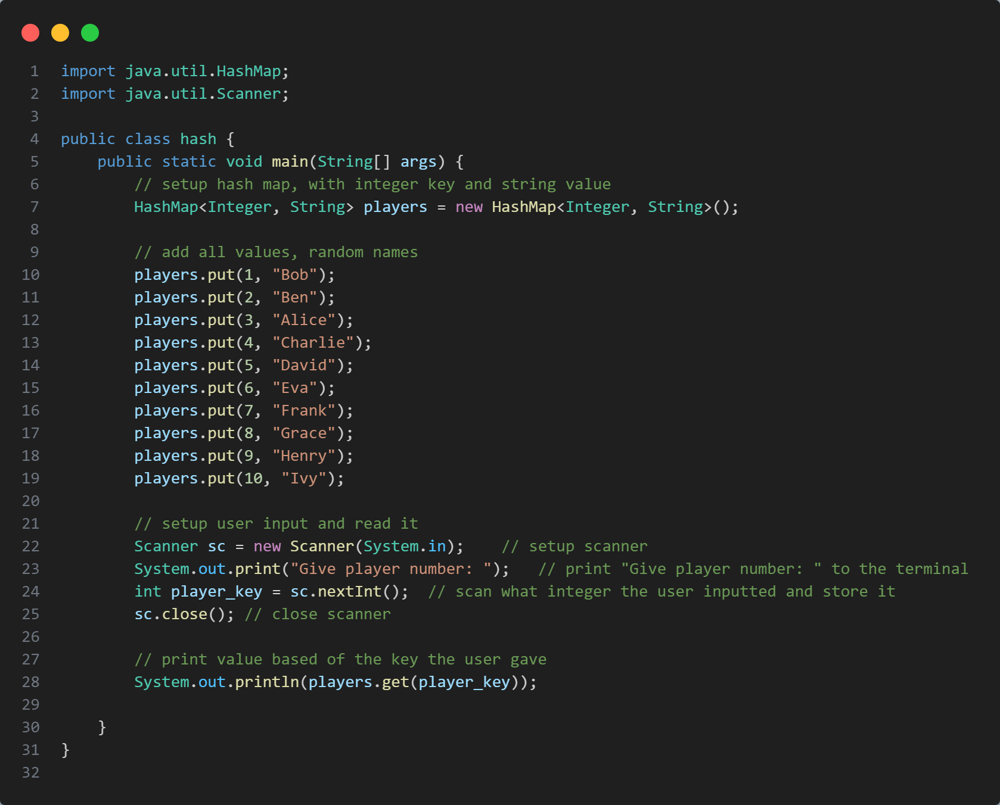 1 import java.util.HashMap;
2 import java.util.Scanner;
3
4 public class hash {
5     public static void main(String[] args) {
6         // setup hash map, with integer key and string value
7         HashMap<Integer, String> players = new HashMap<Integer, String>();
8
9         // add all values, random names
10         players.put(1, "Bob");
11         players.put(2, "Ben");
12         players.put(3, "Alice");
13         players.put(4, "Charlie");
14         players.put(5, "David");
15         players.put(6, "Eva");
16         players.put(7, "Frank");
17         players.put(8, "Grace");
18         players.put(9, "Henry");
19         players.put(10, "Ivy");
20
21         // setup user input and read it
22         Scanner sc = new Scanner(System.in);    // setup scanner
23         System.out.print("Give player number: ");   // print "Give player number: " to the terminal
24         int player_key = sc.nextInt();  // scan what integer the user inputted and store it
25         sc.close(); // close scanner
26
27         // print value based of the key the user gave
28         System.out.println(players.get(player_key));
29
30     }
31 }
32